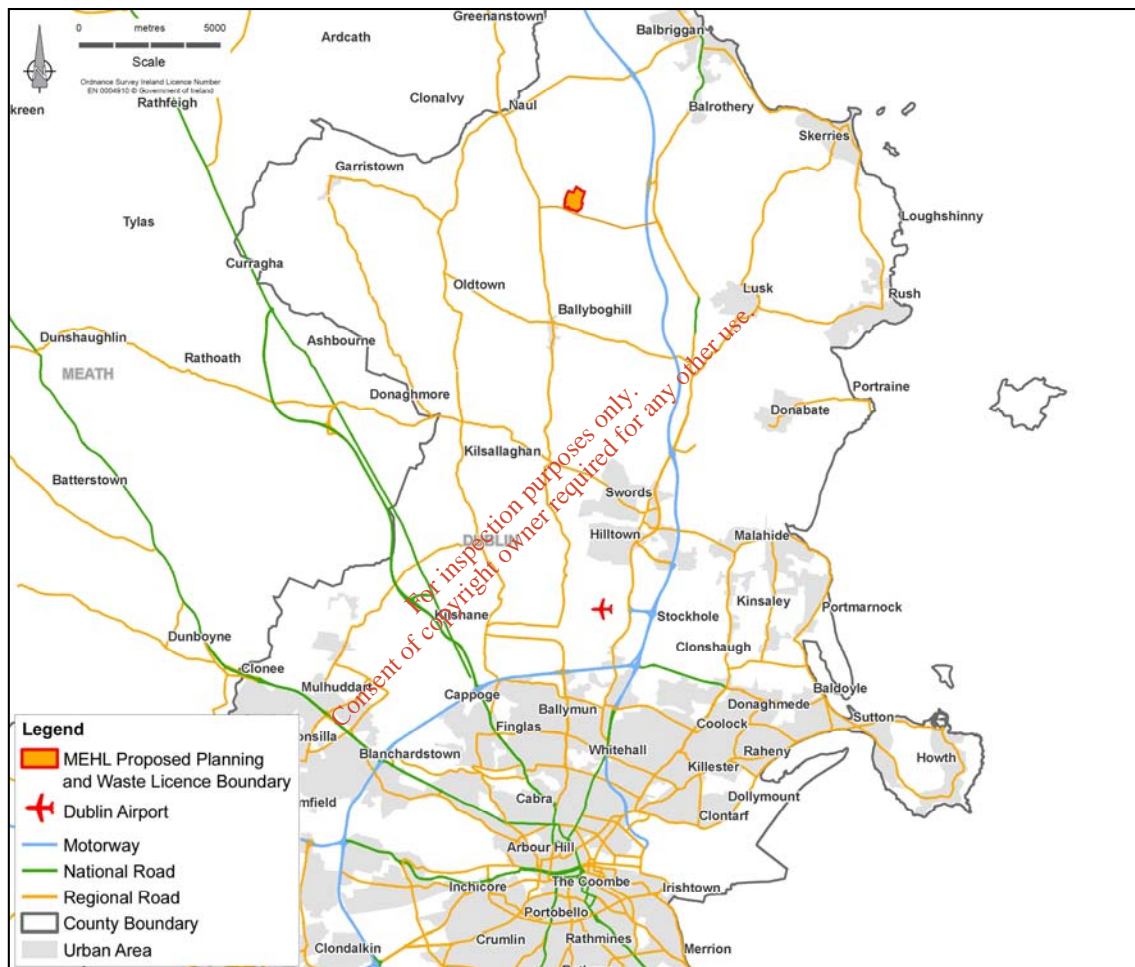 0 metres 5000
Scale
Ordnance Survey Ireland Licence Number
EN 0004910 © Government of Ireland
Greenanstown
Ardcath
Balbriggan
Rathfeigh
Clonalvy
kreen
Naul
Balrothery
Skerries
Garristown
Tylas
Loughshinny
Curragha
Oldtown
Lusk
Rush
Ballyboghill
Dunshaughlin
Ashbourne
Rathoath
MEATH
Donaghmore
Portraine
Donabate
Kilsallaghan
Batterstown
Swords
Hilltown
Malahide
DUBLIN
Kinsaley
Portmarnock
Kilshane
Stockhole
Dunboyne
Clonshaugh
Clonee
Mulhuddart
Cappoge
Baldoyle
Ballymun
Donaghmede
Sutton
Finglas
Coolock
onsilla
Blanchardstown
Whitehall
Raheny
Howth
Killester
Cabra
Dollymount
mfield
Clontarf
Arbour Hill
Inchicore
The Coombe
Irishtown
Portobello
Clondalkin
Crumlin
Rathmines
Merrion
For inspection purposes only.
Consent of copyright owner required for any other use.
Legend
MEHL Proposed Planning
and Waste Licence Boundary
Dublin Airport
Motorway
National Road
Regional Road
County Boundary
Urban Area